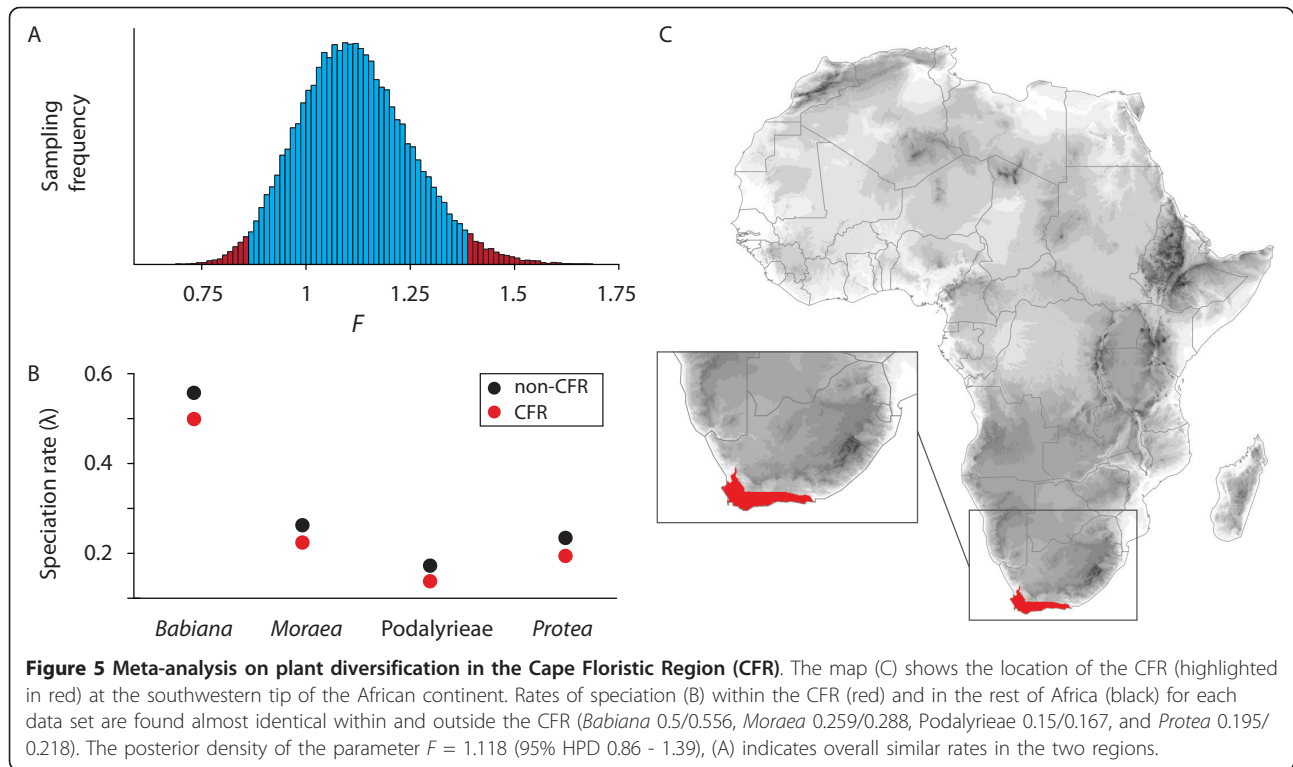 A
Sampling
frequency
0.75 1 1.25 1.5 1.75
F
B
0.6
0.4
0.2
Speciation rate (λ)
non-CFR
CFR
Babiana Moraea Podalyrieae Protea
C
Figure 5 Meta-analysis on plant diversification in the Cape Floristic Region (CFR). The map (C) shows the location of the CFR (highlighted
in red) at the southwestern tip of the African continent. Rates of speciation (B) within the CFR (red) and in the rest of Africa (black) for each
data set are found almost identical within and outside the CFR (Babiana 0.5/0.556, Moraea 0.259/0.288, Podalyrieae 0.15/0.167, and Protea 0.195/
0.218). The posterior density of the parameter F = 1.118 (95% HPD 0.86 - 1.39), (A) indicates overall similar rates in the two regions.